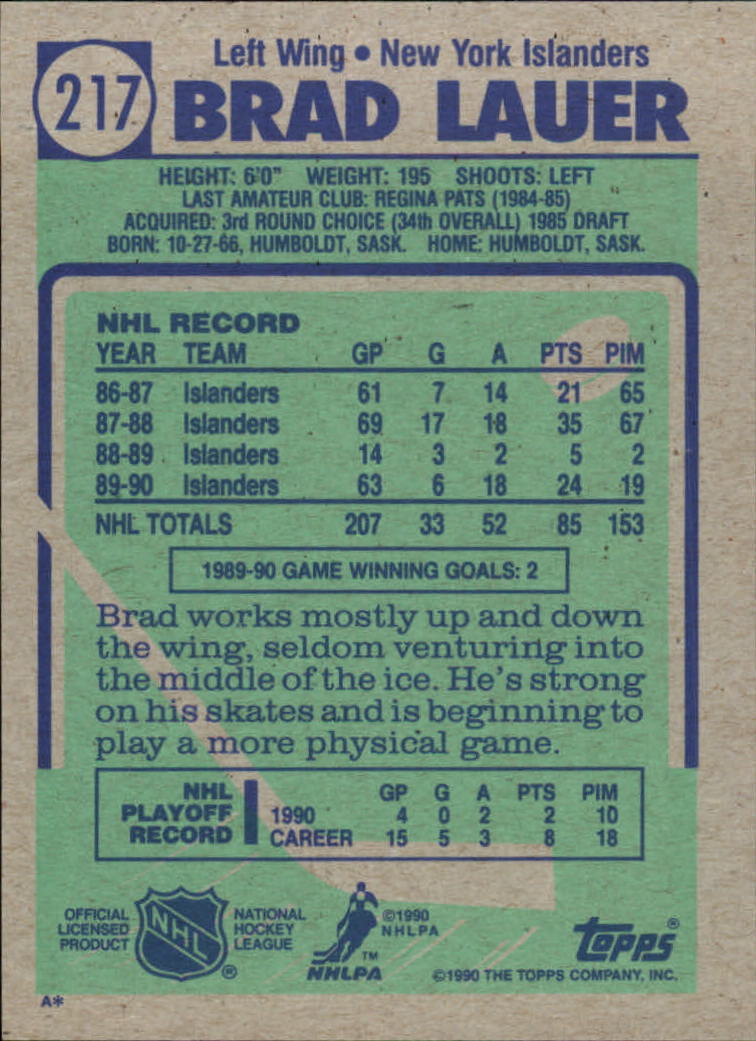 217
Left Wing • New York Islanders
BRAD LAUER
HEIGHT: 6'0" WEIGHT: 195 SHOOTS: LEFT
LAST AMATEUR CLUB: REGINA PATS (1984-85)
ACQUIRED: 3rd ROUND CHOICE (34th OVERALL) 1985 DRAFT
BORN: 10-27-66, HUMBOLDT, SASK. HOME: HUMBOLDT, SASK.
NHL RECORD
YEAR TEAM GP G A PTS PIM
86-87 Islanders 61 7 14 21 65
87-88 Islanders 69 17 18 35 67
88-89 Islanders 14 3 2 5 2
89-90 Islanders 63 6 18 24 19
NHL TOTALS 207 33 52 85 153
1989-90 GAME WINNING GOALS: 2
Brad works mostly up and down
the wing, seldom venturing into
the middle of the ice. He's strong
on his skates and is beginning to
play a more physical game.
NHL PLAYOFF RECORD
GP G A PTS PIM
1990 4 0 2 2 10
CAREER 15 5 3 8 18
OFFICIAL
LICENSED
PRODUCT
NHL
®
NATIONAL
HOCKEY
LEAGUE
©1990
NHLPA
TM
NHLPA
topps®
©1990 THE TOPPS COMPANY, INC.
A*